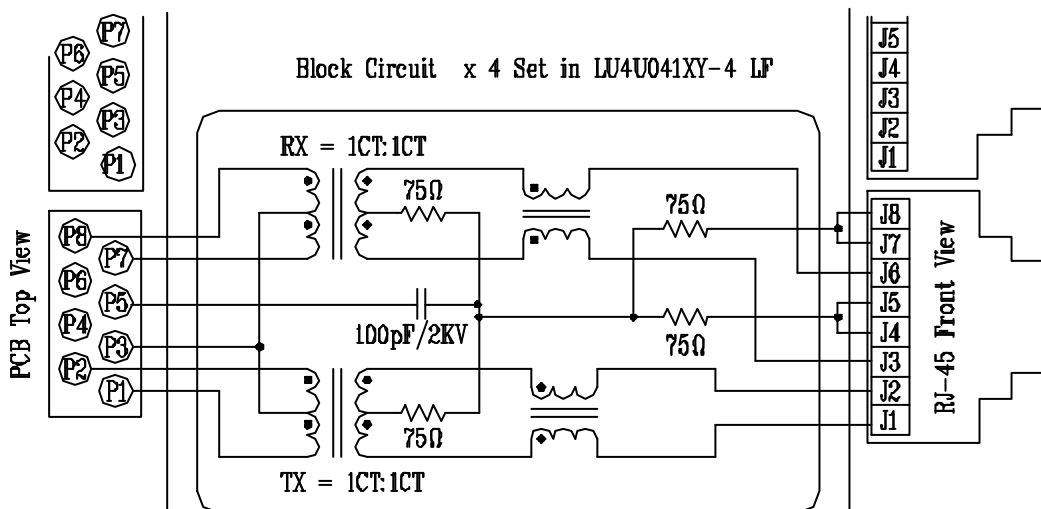 Block Circuit x 4 Set in LU4U041XY-4 LF
P7
P6
P5
P4
P3
P2
P1
J5
J4
J3
J2
J1
PCB Top View
P8
P7
P6
P5
P4
P3
P2
P1
RX = 1CT:1CT
75Ω
75Ω
100pF/2KV
75Ω
75Ω
TX = 1CT:1CT
J8
J7
J6
J5
J4
J3
J2
J1
RJ-45 Front View